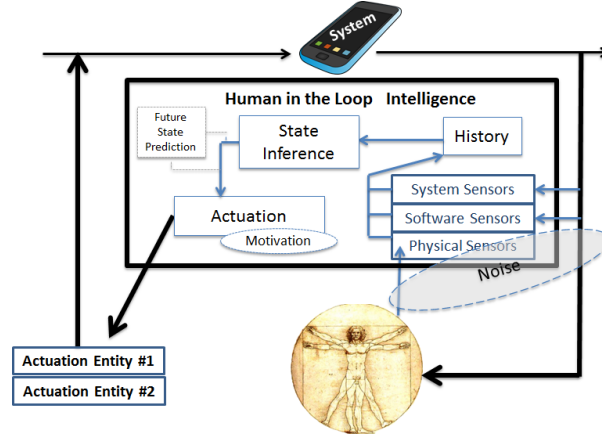 System
Human in the Loop Intelligence
Future
State
Prediction
State
Inference
History
System Sensors
Software Sensors
Physical Sensors
Noise
Actuation
Motivation
Actuation Entity #1
Actuation Entity #2